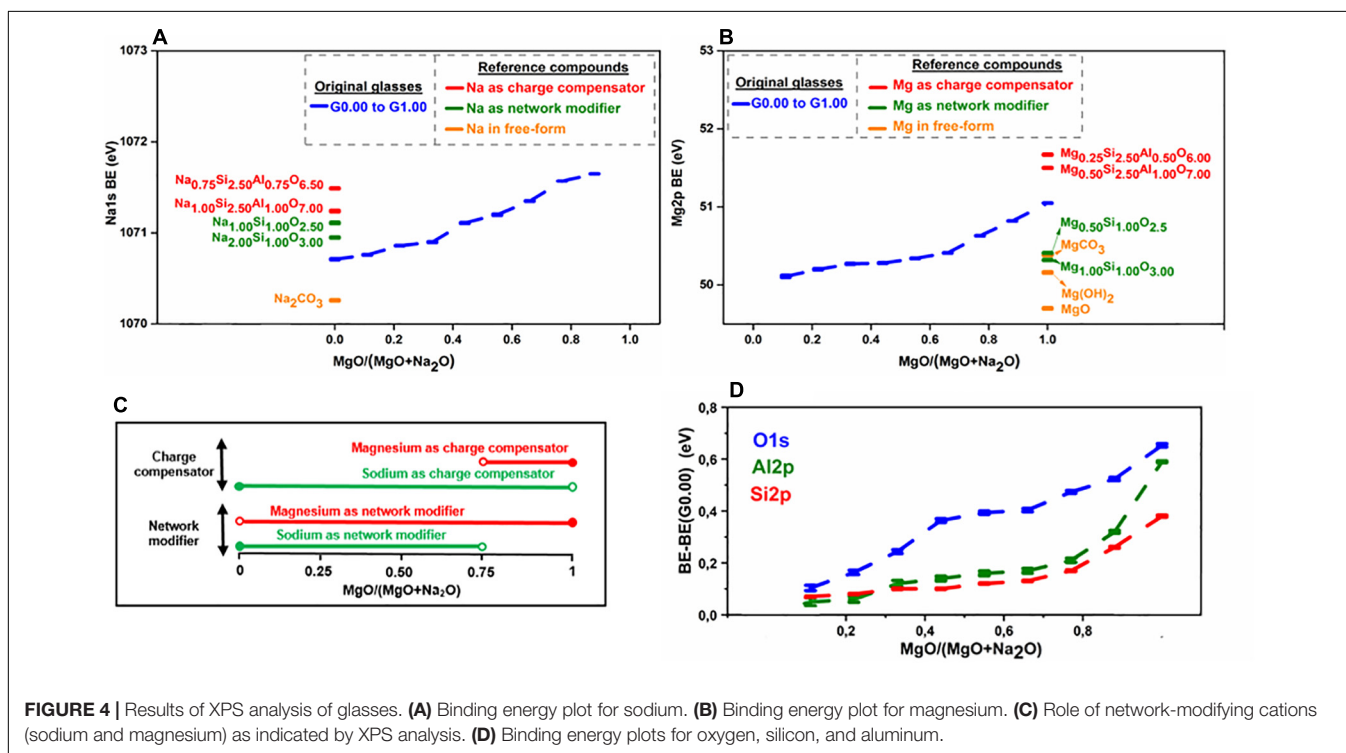 A
1073
1072
1071
1070
Na1s BE (eV)
Original glasses
G0.00 to G1.00
Reference compounds
Na as charge compensator
Na as network modifier
Na in free-form
Na0.75Si2.50Al0.75O6.50
Na1.00Si2.50Al1.00O7.00
Na1.00Si1.00O2.50
Na2.00Si1.00O3.00
Na2CO3
0.0 0.2 0.4 0.6 0.8 1.0
MgO/(MgO+Na2O)
B
53
52
51
50
Mg2p BE (eV)
Original glasses
G0.00 to G1.00
Reference compounds
Mg as charge compensator
Mg as network modifier
Mg in free-form
Mg0.25Si2.50Al0.50O6.00
Mg0.50Si2.50Al1.00O7.00
Mg0.50Si1.00O2.5
MgCO3
Mg1.00Si1.00O3.00
Mg(OH)2
MgO
0.0 0.2 0.4 0.6 0.8 1.0
MgO/(MgO+Na2O)
C
Charge
compensator
Magnesium as charge compensator
Sodium as charge compensator
Network
modifier
Magnesium as network modifier
Sodium as network modifier
0 0.25 0.50 0.75 1
MgO/(MgO+Na2O)
D
0,8
0,6
0,4
0,2
0,0
BE-BE(G0.00) (eV)
O1s
Al2p
Si2p
0,2 0,4 0,6 0,8
MgO/(MgO+Na2O)
FIGURE 4 | Results of XPS analysis of glasses. (A) Binding energy plot for sodium. (B) Binding energy plot for magnesium. (C) Role of network-modifying cations
(sodium and magnesium) as indicated by XPS analysis. (D) Binding energy plots for oxygen, silicon, and aluminum.